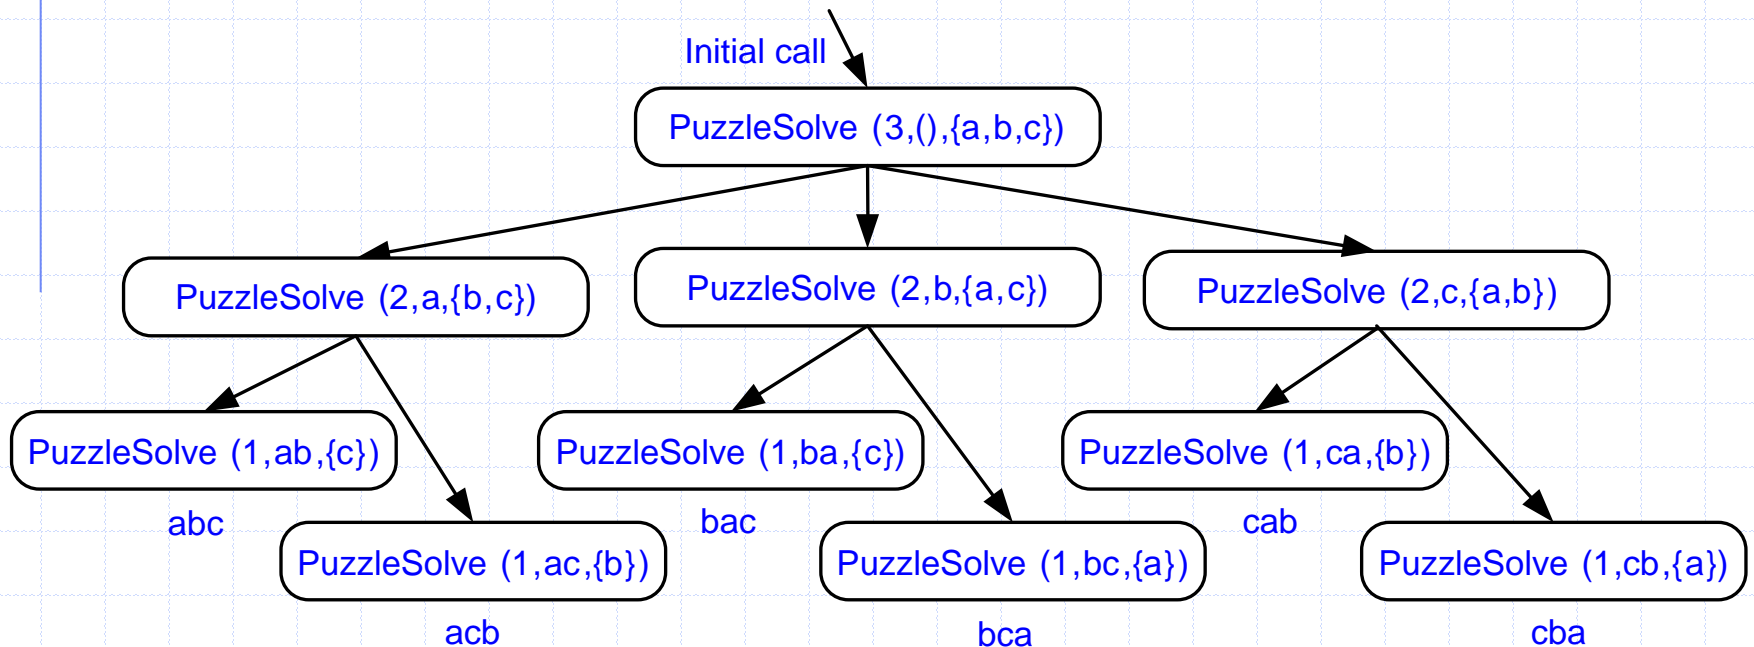 Initial call
PuzzleSolve (3,(),{a,b,c})
PuzzleSolve (2,a,{b,c})
PuzzleSolve (2,b,{a,c})
PuzzleSolve (2,c,{a,b})
PuzzleSolve (1,ab,{c})
PuzzleSolve (1,ba,{c})
PuzzleSolve (1,ca,{b})
abc
bac
cab
PuzzleSolve (1,ac,{b})
PuzzleSolve (1,bc,{a})
PuzzleSolve (1,cb,{a})
acb
bca
cba